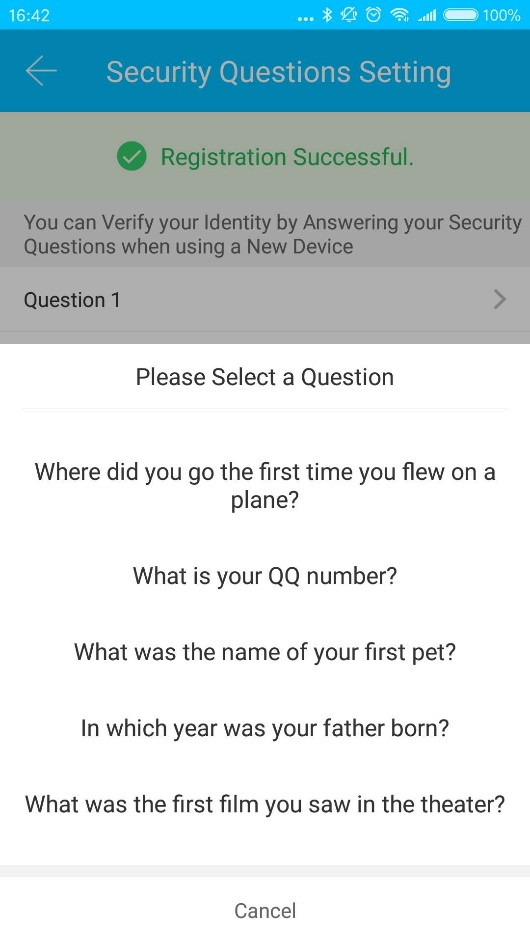 16:42
100%
Security Questions Setting
Registration Successful.
You can Verify your Identity by Answering your Security
Questions when using a New Device
Question 1
Please Select a Question
Where did you go the first time you flew on a
plane?
What is your QQ number?
What was the name of your first pet?
In which year was your father born?
What was the first film you saw in the theater?
Cancel